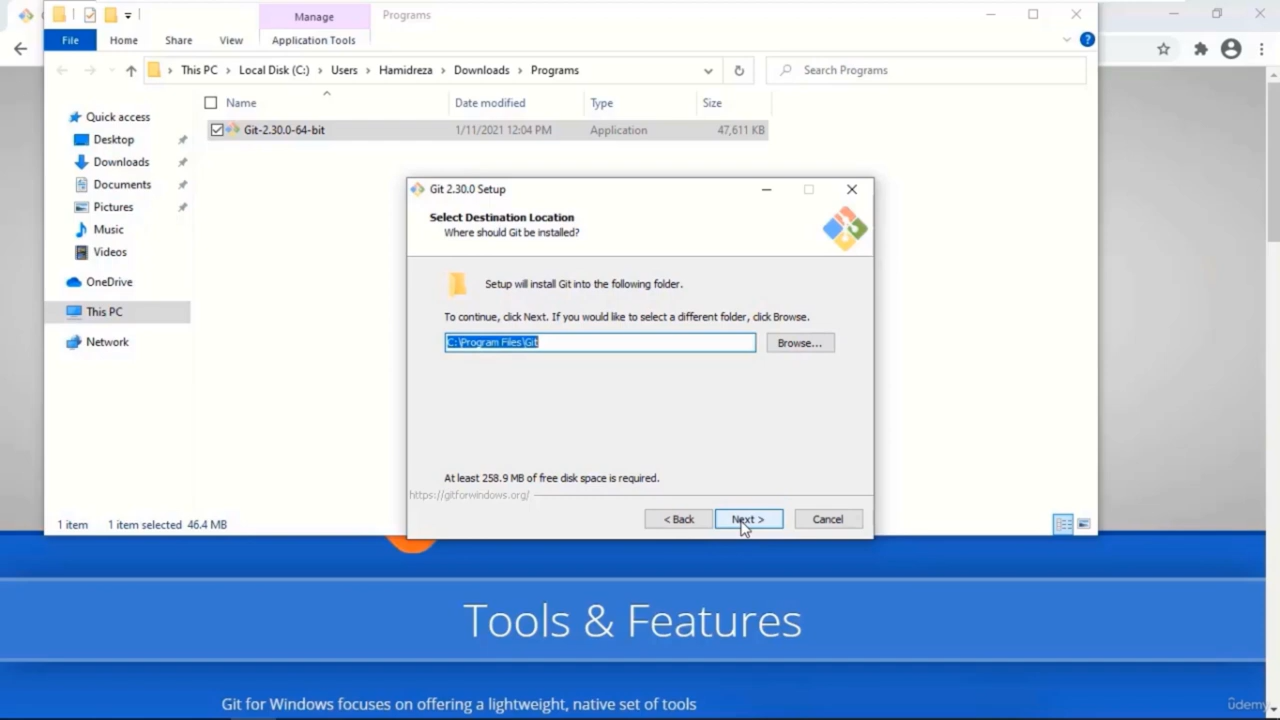 Manage
Programs
File
Home
Share
View
Application Tools
This PC
Local Disk (C:)
Users
Hamidreza
Downloads
Programs
Search Programs
Name
Date modified
Type
Size
Git-2.30.0-64-bit
1/11/2021 12:04 PM
Application
47,611 KB
Quick access
Desktop
Downloads
Documents
Pictures
Music
Videos
OneDrive
This PC
Network
Git 2.30.0 Setup
Select Destination Location
Where should Git be installed?
Setup will install Git into the following folder.
To continue, click Next. If you would like to select a different folder, click Browse.
C:\Program Files\Git
Browse...
At least 258.9 MB of free disk space is required.
https://gitforwindows.org/
< Back
Next >
Cancel
1 item
1 item selected 46.4 MB
Tools & Features
Git for Windows focuses on offering a lightweight, native set of tools
ûdemy